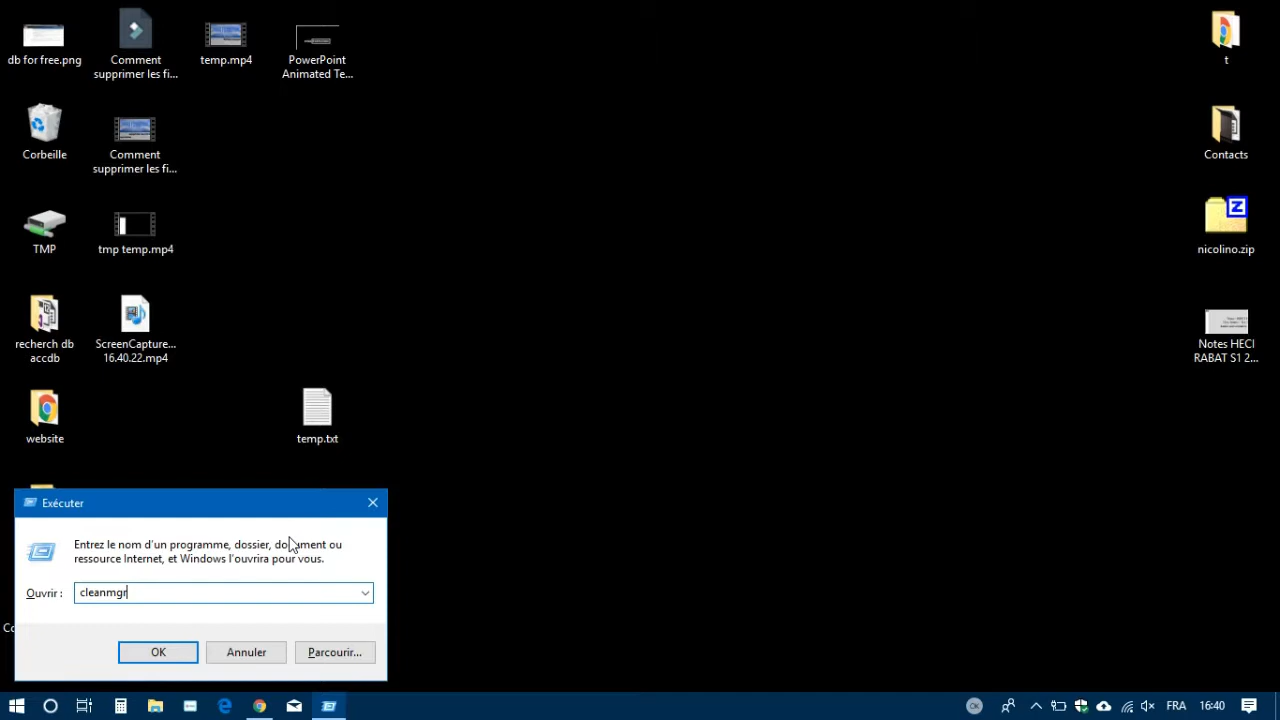 db for free.png
Comment
supprimer les fi...
temp.mp4
PowerPoint
Animated Te...
t
Corbeille
Comment
supprimer les fi...
Contacts
TMP
tmp temp.mp4
nicolino.zip
recherch db
accdb
ScreenCapture...
16.40.22.mp4
Notes HECI
RABAT S1 2...
website
temp.txt
Exécuter
Entrez le nom d'un programme, dossier, document ou
ressource Internet, et Windows l'ouvrira pour vous.
Ouvrir :
cleanmgr
OK
Annuler
Parcourir...
OK
FRA
16:40